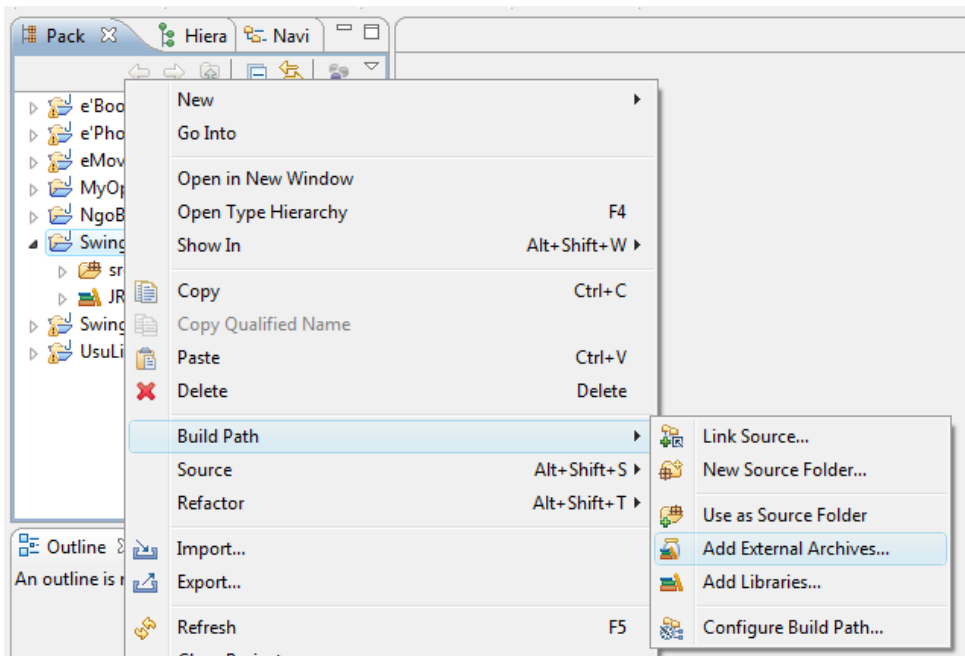 Pack Hiera Navi
e'Boo
e'Pho
eMov
MyOp
NgoB
Swing
sr
JR
Swing
UsuLi
New
Go Into
Open in New Window
Open Type Hierarchy F4
Show In Alt+Shift+W
Copy Ctrl+C
Copy Qualified Name
Paste Ctrl+V
Delete Delete
Build Path
Source Alt+Shift+S
Refactor Alt+Shift+T
Import...
Export...
Refresh F5
Link Source...
New Source Folder...
Use as Source Folder
Add External Archives...
Add Libraries...
Configure Build Path...
Outline
An outline is